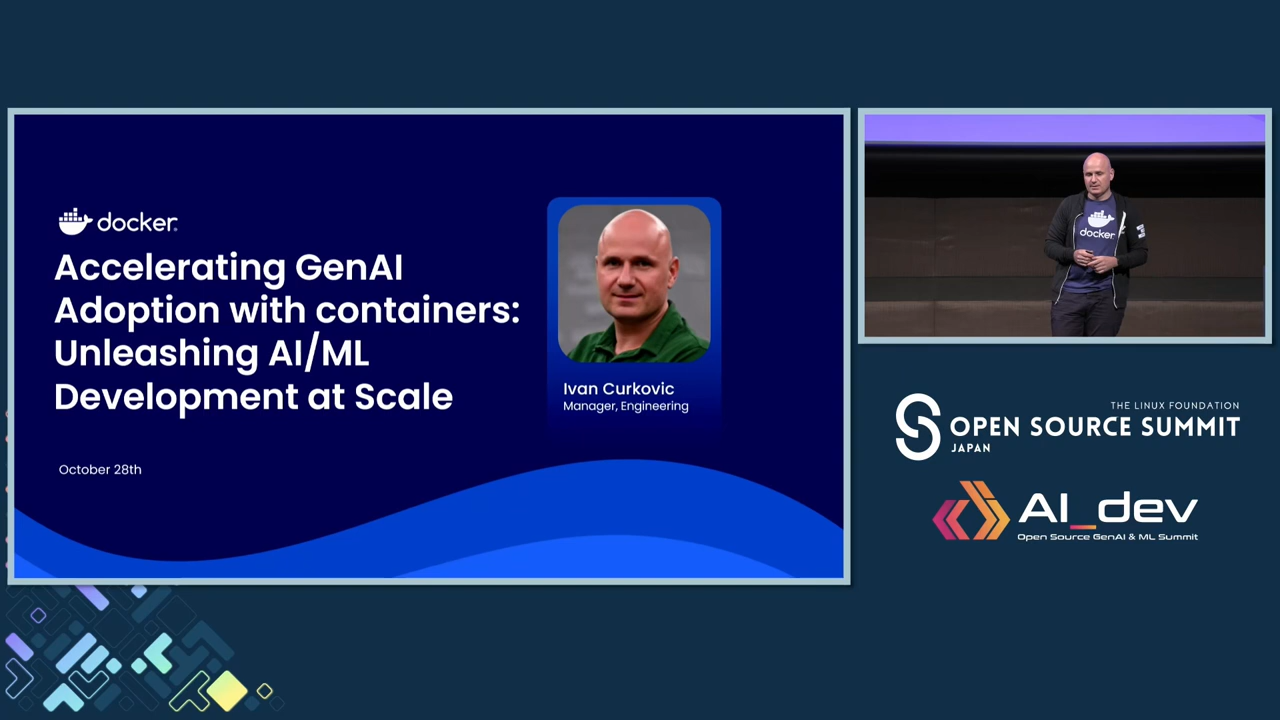 docker
Accelerating GenAI
Adoption with containers:
Unleashing AI/ML
Development at Scale
Ivan Curkovic
Manager, Engineering
October 28th
docker
THE LINUX FOUNDATION
OPEN SOURCE SUMMIT
JAPAN
AI_dev
Open Source GenAI & ML Summit